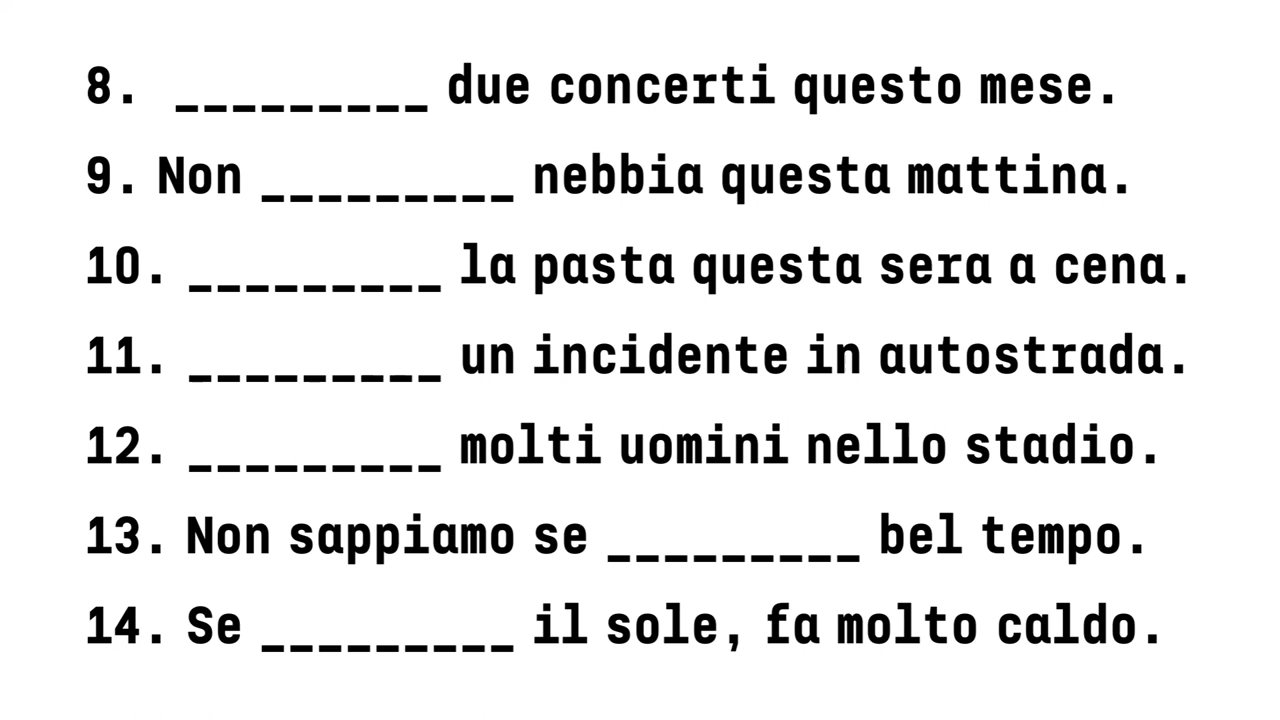 8. _________ due concerti questo mese.
9. Non _________ nebbia questa mattina.
10. _________ la pasta questa sera a cena.
11. _________ un incidente in autostrada.
12. _________ molti uomini nello stadio.
13. Non sappiamo se _________ bel tempo.
14. Se _________ il sole, fa molto caldo.